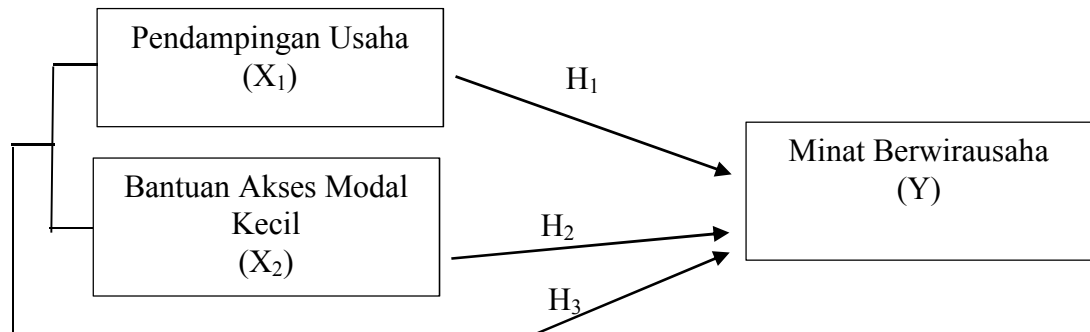 Pendampingan Usaha
(X₁)
H₁
Minat Berwirausaha
(Y)
Bantuan Akses Modal
Kecil
(X₂)
H₂
H₃